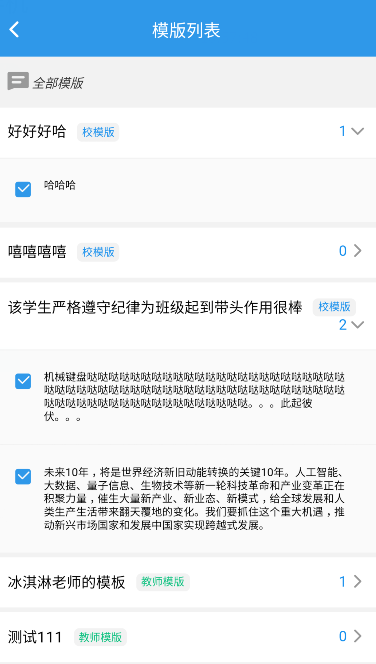 模版列表
全部模版
好好好哈 校模版 1
哈哈哈
嘻嘻嘻嘻 校模版 0
该学生严格遵守纪律为班级起到带头作用很棒 校模版
2
机械键盘哒哒哒哒哒哒哒哒哒哒哒哒哒哒哒哒哒哒哒哒哒哒哒哒
哒哒哒哒哒哒哒哒哒哒哒哒哒哒哒哒哒哒哒哒哒哒哒哒哒哒哒哒
哒哒哒哒哒哒哒哒哒哒哒哒哒哒哒哒哒哒哒。。。此起彼
伏。。。
未来10年，将是世界经济新旧动能转换的关键10年。人工智能、
大数据、量子信息、生物技术等新一轮科技革命和产业变革正在
积聚力量，催生大量新产业、新业态、新模式，给全球发展和人
类生产生活带来翻天覆地的变化。我们要抓住这个重大机遇，推
动新兴市场国家和发展中国家实现跨越式发展。
冰淇淋老师的模板 教师模版 1
测试111 教师模版 0